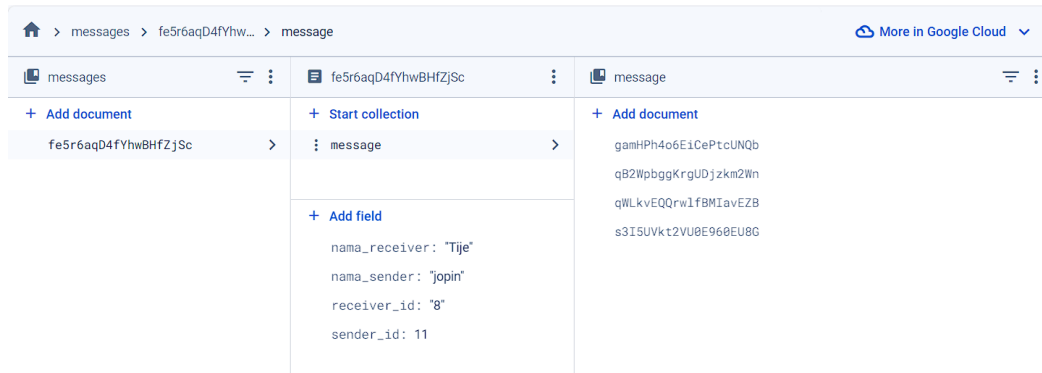 messages > fe5r6aqD4fYhw... > message More in Google Cloud
messages
+ Add document
fe5r6aqD4fYhwBHfZjSc
fe5r6aqD4fYhwBHfZjSc
+ Start collection
message
+ Add field
nama_receiver: "Tije"
nama_sender: "jopin"
receiver_id: "8"
sender_id: 11
message
+ Add document
gamHPh4o6EiCePtcUNQb
qB2WpbggKrgUDjzkm2Wn
qWLkvEQQrwlfBMIavEZB
s3I5UVkt2VU0E960EU8G